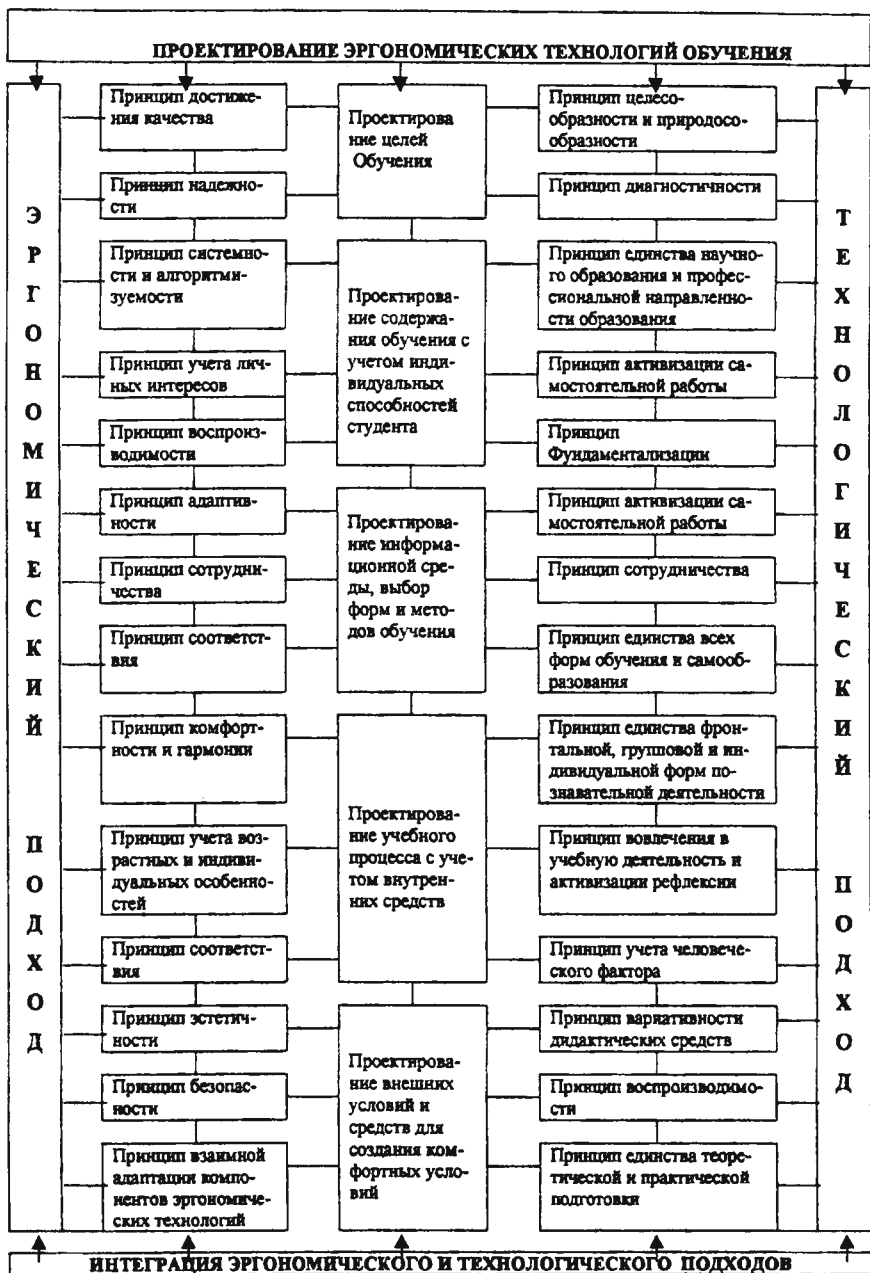 ПРОЕКТИРОВАНИЕ ЭРГОНОМИЧЕСКИХ ТЕХНОЛОГИЙ ОБУЧЕНИЯ
ЭРГОНОМИЧЕСКИЙ ПОДХОД
Принцип достиже-
ния качества
Принцип надежно-
сти
Принцип системно-
сти и алгоритми-
зуемости
Принцип учета лич
ных интересов
Принцип воспроиз-
водимости
Принцип адаптив-
ности
Принцип сотрудни-
чества
Принцип соответст-
вия
Принцип комфорт-
ности и гармонии
Принцип учета воз-
растных и индиви-
дуальных особенно-
стей
Принцип соответст-
вия
Принцип эстетич-
ности
Принцип безопас-
ности
Принцип взаимной
адаптации компо-
нентов эргономиче-
ских технологий
Проектирова
ние целей
Обучения
Проектирова-
ние содержа-
ния обучения с
учетом инди-
видуальных
способностей
студента
Проектирова-
ние информа-
ционной сре-
ды, выбор
форм и мето-
дов обучения
Проектирова-
ние учебного
процесса с уче-
том внутрен-
них средств
Проектирова-
ние внешних
условий и
средств для
создания ком-
фортных усло-
вий
Принцип целесо-
образности и природосо-
образности
Принцип диагностичности
Принцип единства научно-
го образования и профес-
сиональной направленно-
сти образования
Принцип активизации са-
мостоятельной работы
Принцип
Фундаментализации
Принцип активизации са-
мостоятельной работы
Принцип сотрудничества
Принцип единства всех
форм обучения и самообр-
азования
Принцип единства фрон-
тальной, групповой и ин-
дивидуальной форм по-
знавательной деятельности
Принцип вовлечения в
учебную деятельность и
активизации рефлексии
Принцип учета человече-
ского фактора
Принцип вариативности
дидактических средств
Принцип воспроизводимо-
сти
Принцип единства теоре-
тической и практической
подготовки
ТЕХНОЛОГИЧЕСКИЙ ПОДХОД
ИНТЕГРАЦИЯ ЭРГОНОМИЧЕСКОГО И ТЕХНОЛОГИЧЕСКОГО ПОДХОДОВ